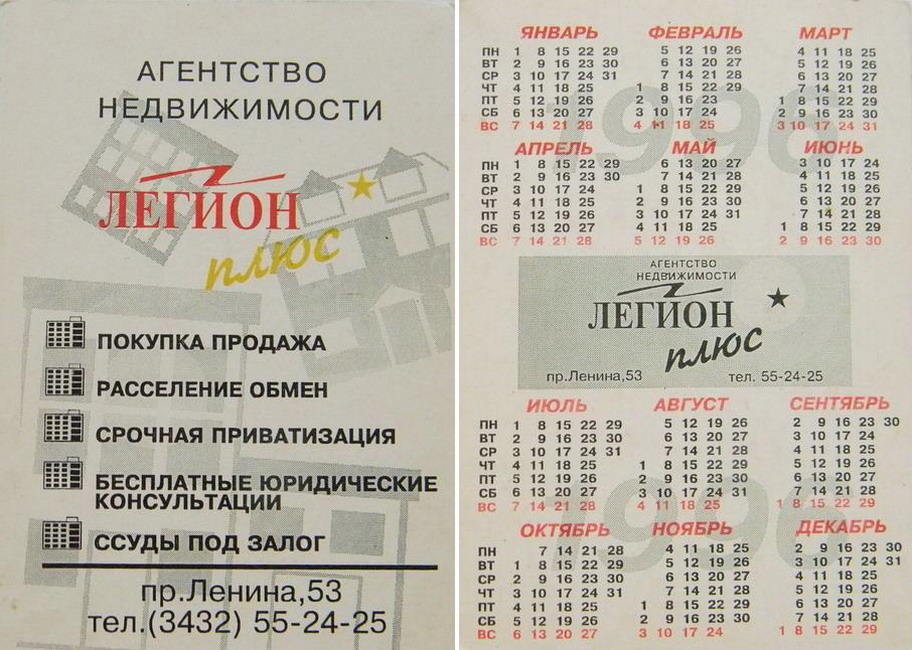 АГЕНТСТВО
НЕДВИЖИМОСТИ
ЛЕГИОН
плюс
ПОКУПКА ПРОДАЖА
РАССЕЛЕНИЕ ОБМЕН
СРОЧНАЯ ПРИВАТИЗАЦИЯ
БЕСПЛАТНЫЕ ЮРИДИЧЕСКИЕ
КОНСУЛЬТАЦИИ
ССУДЫ ПОД ЗАЛОГ
пр.Ленина,53
тел.(3432) 55-24-25
1996
ЯНВАРЬ ФЕВРАЛЬ МАРТ
ПН 1 8 15 22 29 5 12 19 26 4 11 18 25
ВТ 2 9 16 23 30 6 13 20 27 5 12 19 26
СР 3 10 17 24 31 7 14 21 28 6 13 20 27
ЧТ 4 11 18 25 1 8 15 22 29 7 14 21 28
ПТ 5 12 19 26 2 9 16 23 1 8 15 22 29
СБ 6 13 20 27 3 10 17 24 2 9 16 23 30
ВС 7 14 21 28 4 11 18 25 3 10 17 24 31
АПРЕЛЬ МАЙ ИЮНЬ
ПН 1 8 15 22 29 6 13 20 27 3 10 17 24
ВТ 2 9 16 23 30 7 14 21 28 4 11 18 25
СР 3 10 17 24 1 8 15 22 29 5 12 19 26
ЧТ 4 11 18 25 2 9 16 23 30 6 13 20 27
ПТ 5 12 19 26 3 10 17 24 31 7 14 21 28
СБ 6 13 20 27 4 11 18 25 1 8 15 22 29
ВС 7 14 21 28 5 12 19 26 2 9 16 23 30
АГЕНТСТВО
НЕДВИЖИМОСТИ
ЛЕГИОН
плюс
пр.Ленина,53 тел. 55-24-25
1996
ИЮЛЬ АВГУСТ СЕНТЯБРЬ
ПН 1 8 15 22 29 5 12 19 26 2 9 16 23 30
ВТ 2 9 16 23 30 6 13 20 27 3 10 17 24
СР 3 10 17 24 31 7 14 21 28 4 11 18 25
ЧТ 4 11 18 25 1 8 15 22 29 5 12 19 26
ПТ 5 12 19 26 2 9 16 23 30 6 13 20 27
СБ 6 13 20 27 3 10 17 24 31 7 14 21 28
ВС 7 14 21 28 4 11 18 25 1 8 15 22 29
ОКТЯБРЬ НОЯБРЬ ДЕКАБРЬ
ПН 7 14 21 28 4 11 18 25 2 9 16 23 30
ВТ 1 8 15 22 29 5 12 19 26 3 10 17 24 31
СР 2 9 16 23 30 6 13 20 27 4 11 18 25
ЧТ 3 10 17 24 31 7 14 21 28 5 12 19 26
ПТ 4 11 18 25 1 8 15 22 29 6 13 20 27
СБ 5 12 19 26 2 9 16 23 30 7 14 21 28
ВС 6 13 20 27 3 10 17 24 1 8 15 22 29